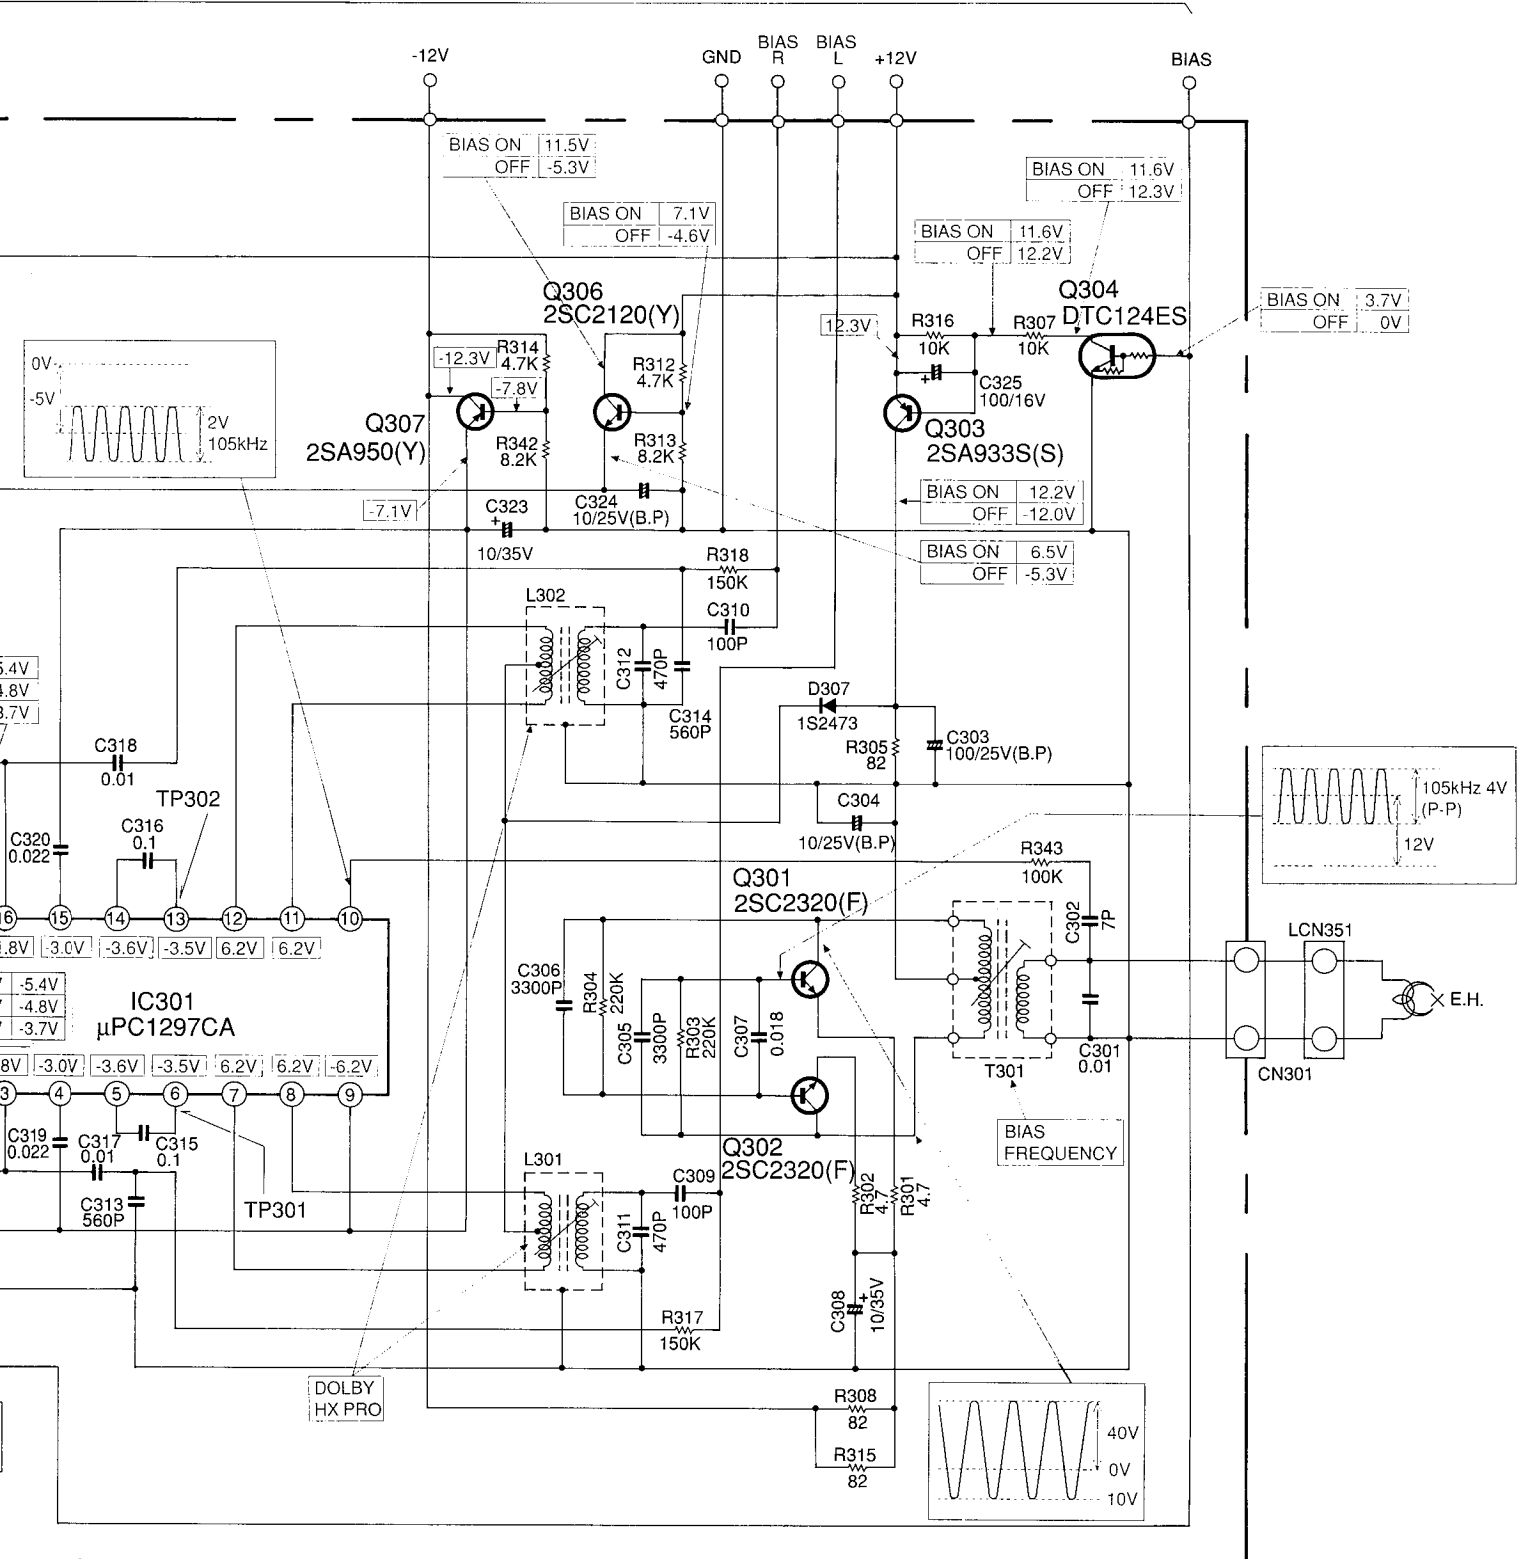 -12V
GND
BIAS
R
BIAS
L
+12V
BIAS
BIAS ON 11.5V
OFF -5.3V
BIAS ON 7.1V
OFF -4.6V
BIAS ON 11.6V
OFF 12.3V
BIAS ON 11.6V
OFF 12.2V
Q306
2SC2120(Y)
Q304
DTC124ES
BIAS ON 3.7V
OFF 0V
12.3V
R316
10K
R307
10K
0V
-5V
2V
105kHz
-12.3V
R314
4.7K
-7.8V
R312
4.7K
+
C325
100/16V
Q307
2SA950(Y)
R342
8.2K
R313
8.2K
Q303
2SA933S(S)
-7.1V
+
C323
10/35V
C324
10/25V(B.P)
BIAS ON 12.2V
OFF -12.0V
BIAS ON 6.5V
OFF -5.3V
R318
150K
L302
C310
100P
C312
470P
C314
560P
D307
1S2473
R305
82
C303
100/25V(B.P)
5.4V
4.8V
3.7V
C318
0.01
TP302
C316
0.1
C320
0.022
C304
10/25V(B.P)
105kHz 4V
(P-P)
12V
R343
100K
Q301
2SC2320(F)
C302
7P
LCN351
16 15 14 13 12 11 10
.8V -3.0V -3.6V -3.5V 6.2V 6.2V
-5.4V
-4.8V
-3.7V
IC301
µPC1297CA
C306
3300P
R304
220K
C305
3300P
R303
220K
C307
0.018
E.H.
8V -3.0V -3.6V -3.5V 6.2V 6.2V -6.2V
3 4 5 6 7 8 9
T301
C301
0.01
CN301
C319
0.022
C317
0.01
C315
0.1
C313
560P
TP301
Q302
2SC2320(F)
BIAS
FREQUENCY
L301
C309
100P
C311
470P
R302
4.7
R301
4.7
C308
+
10/35V
R317
150K
DOLBY
HX PRO
R308
82
R315
82
40V
0V
10V